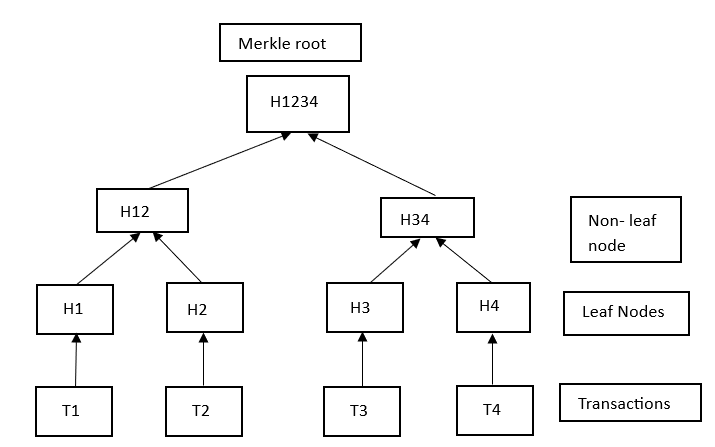 Merkle root
H1234
H12
H34
Non- leaf
node
H1
H2
H3
H4
Leaf Nodes
T1
T2
T3
T4
Transactions